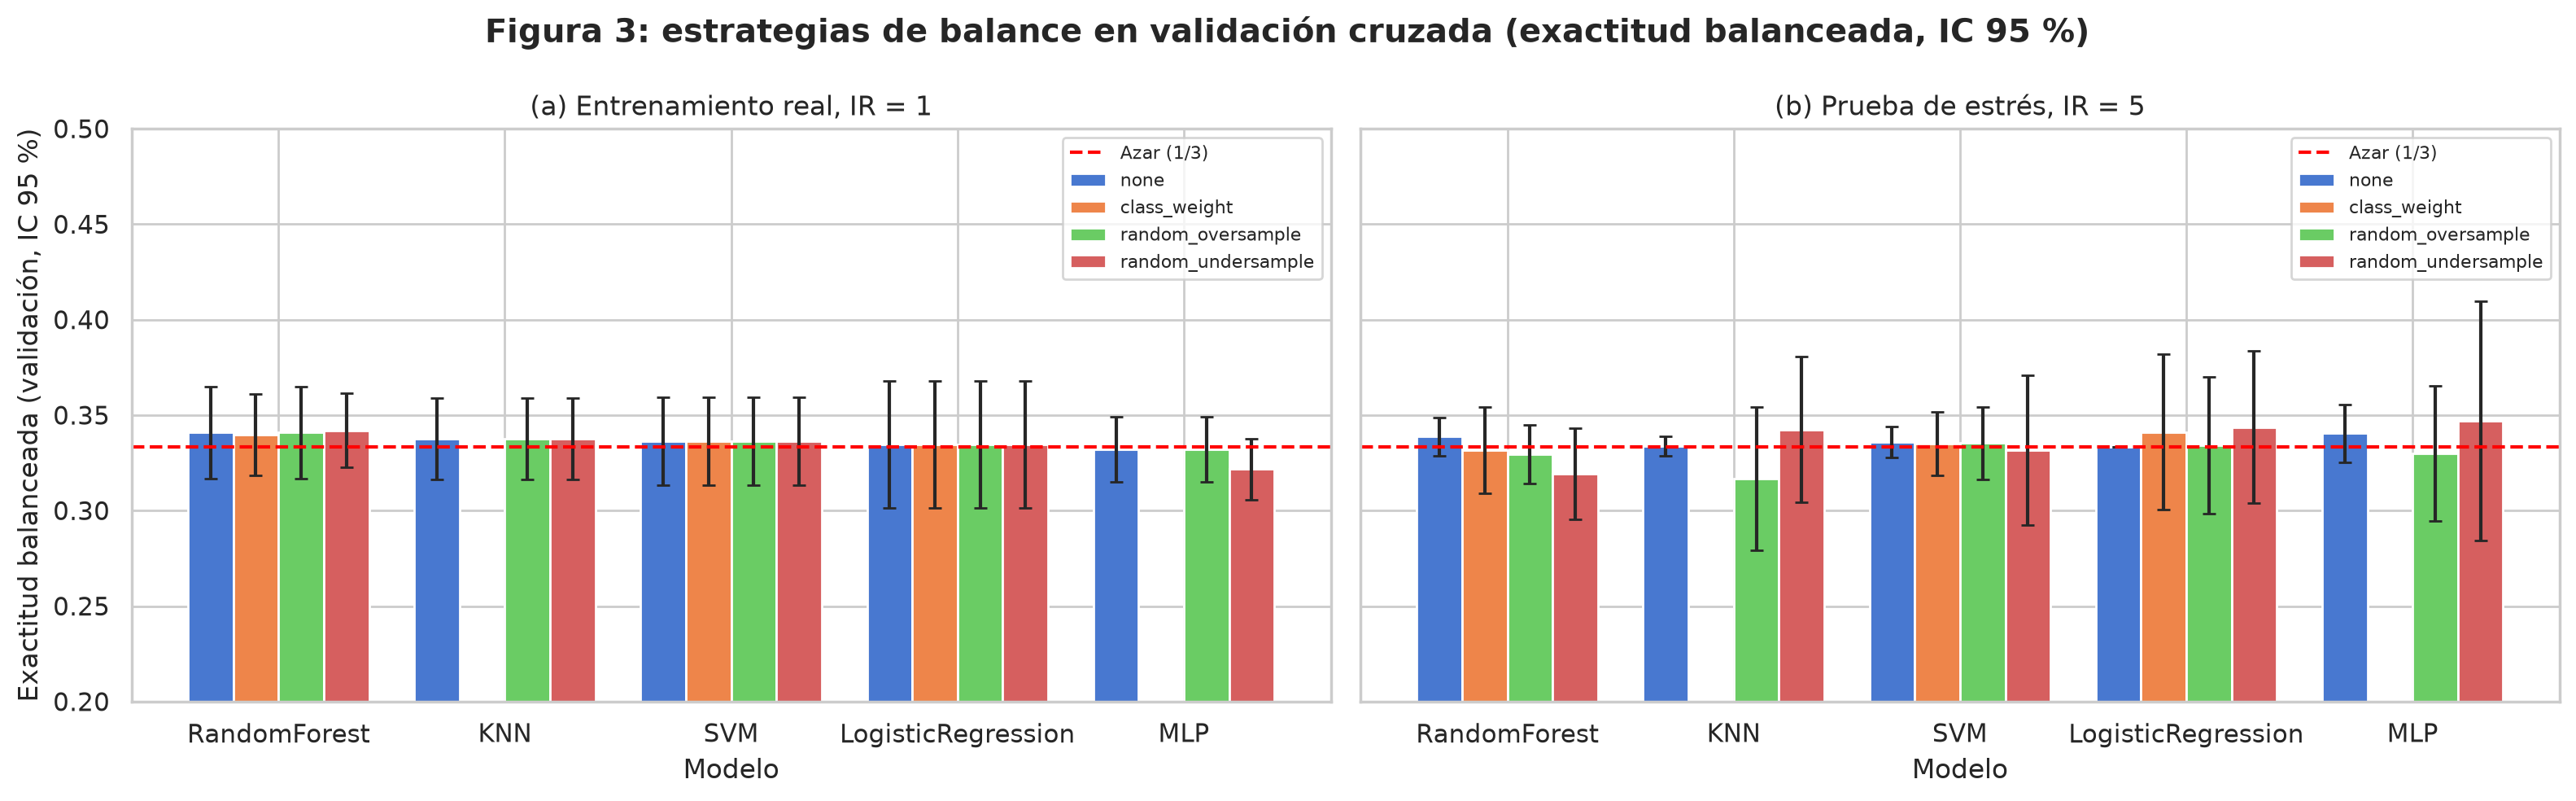 Figura 3: estrategias de balance en validación cruzada (exactitud balanceada, IC 95 %)
(a) Entrenamiento real, IR = 1
Exactitud balanceada (validación, IC 95 %)
0.50
0.45
0.40
0.35
0.30
0.25
0.20
Azar (1/3)
none
class_weight
random_oversample
random_undersample
RandomForest
KNN
SVM
LogisticRegression
MLP
Modelo
(b) Prueba de estrés, IR = 5
Azar (1/3)
none
class_weight
random_oversample
random_undersample
RandomForest
KNN
SVM
LogisticRegression
MLP
Modelo